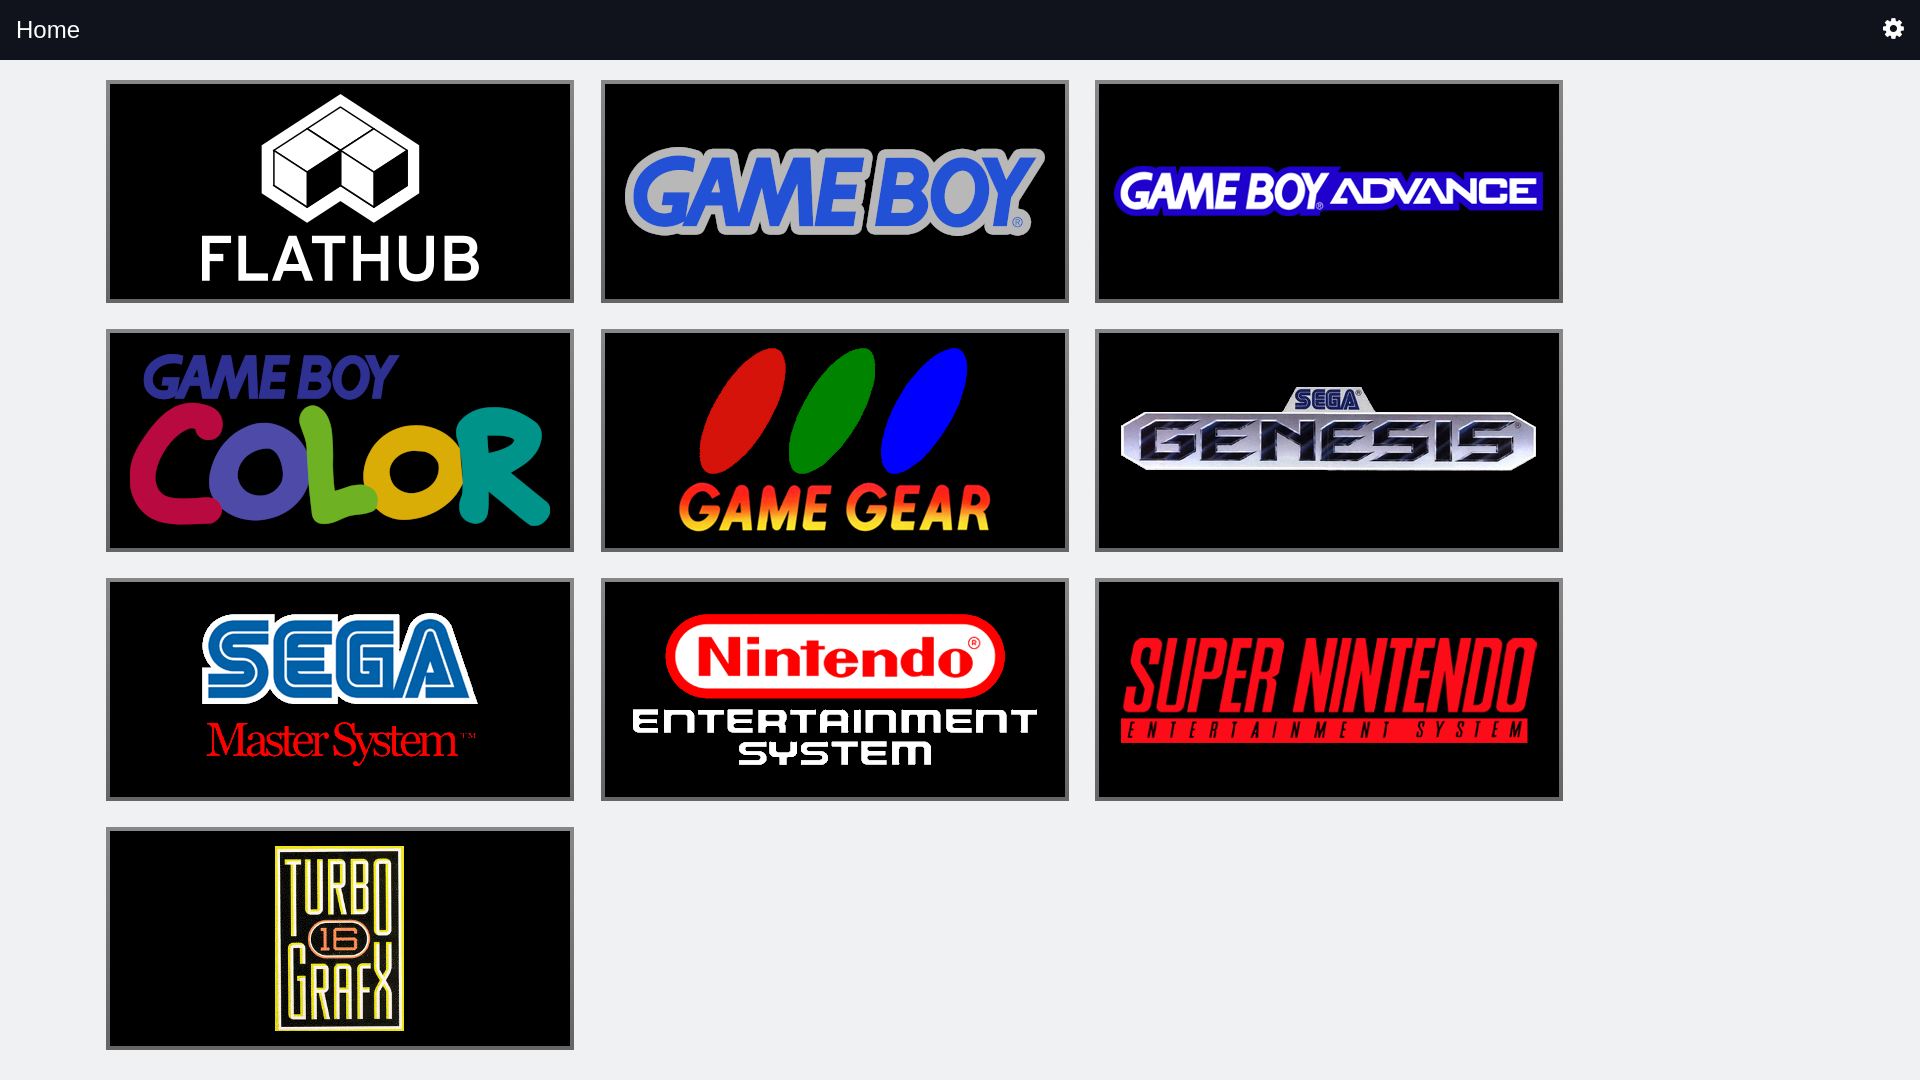 Home
FLATHUB
GAME BOY®
GAME BOY® ADVANCE
GAME BOY
COLOR
GAME GEAR
SEGA®
GENESIS®
SEGA
Master System™
Nintendo®
ENTERTAINMENT
SYSTEM
SUPER NINTENDO
ENTERTAINMENT SYSTEM
TURBO
16
GRAFX